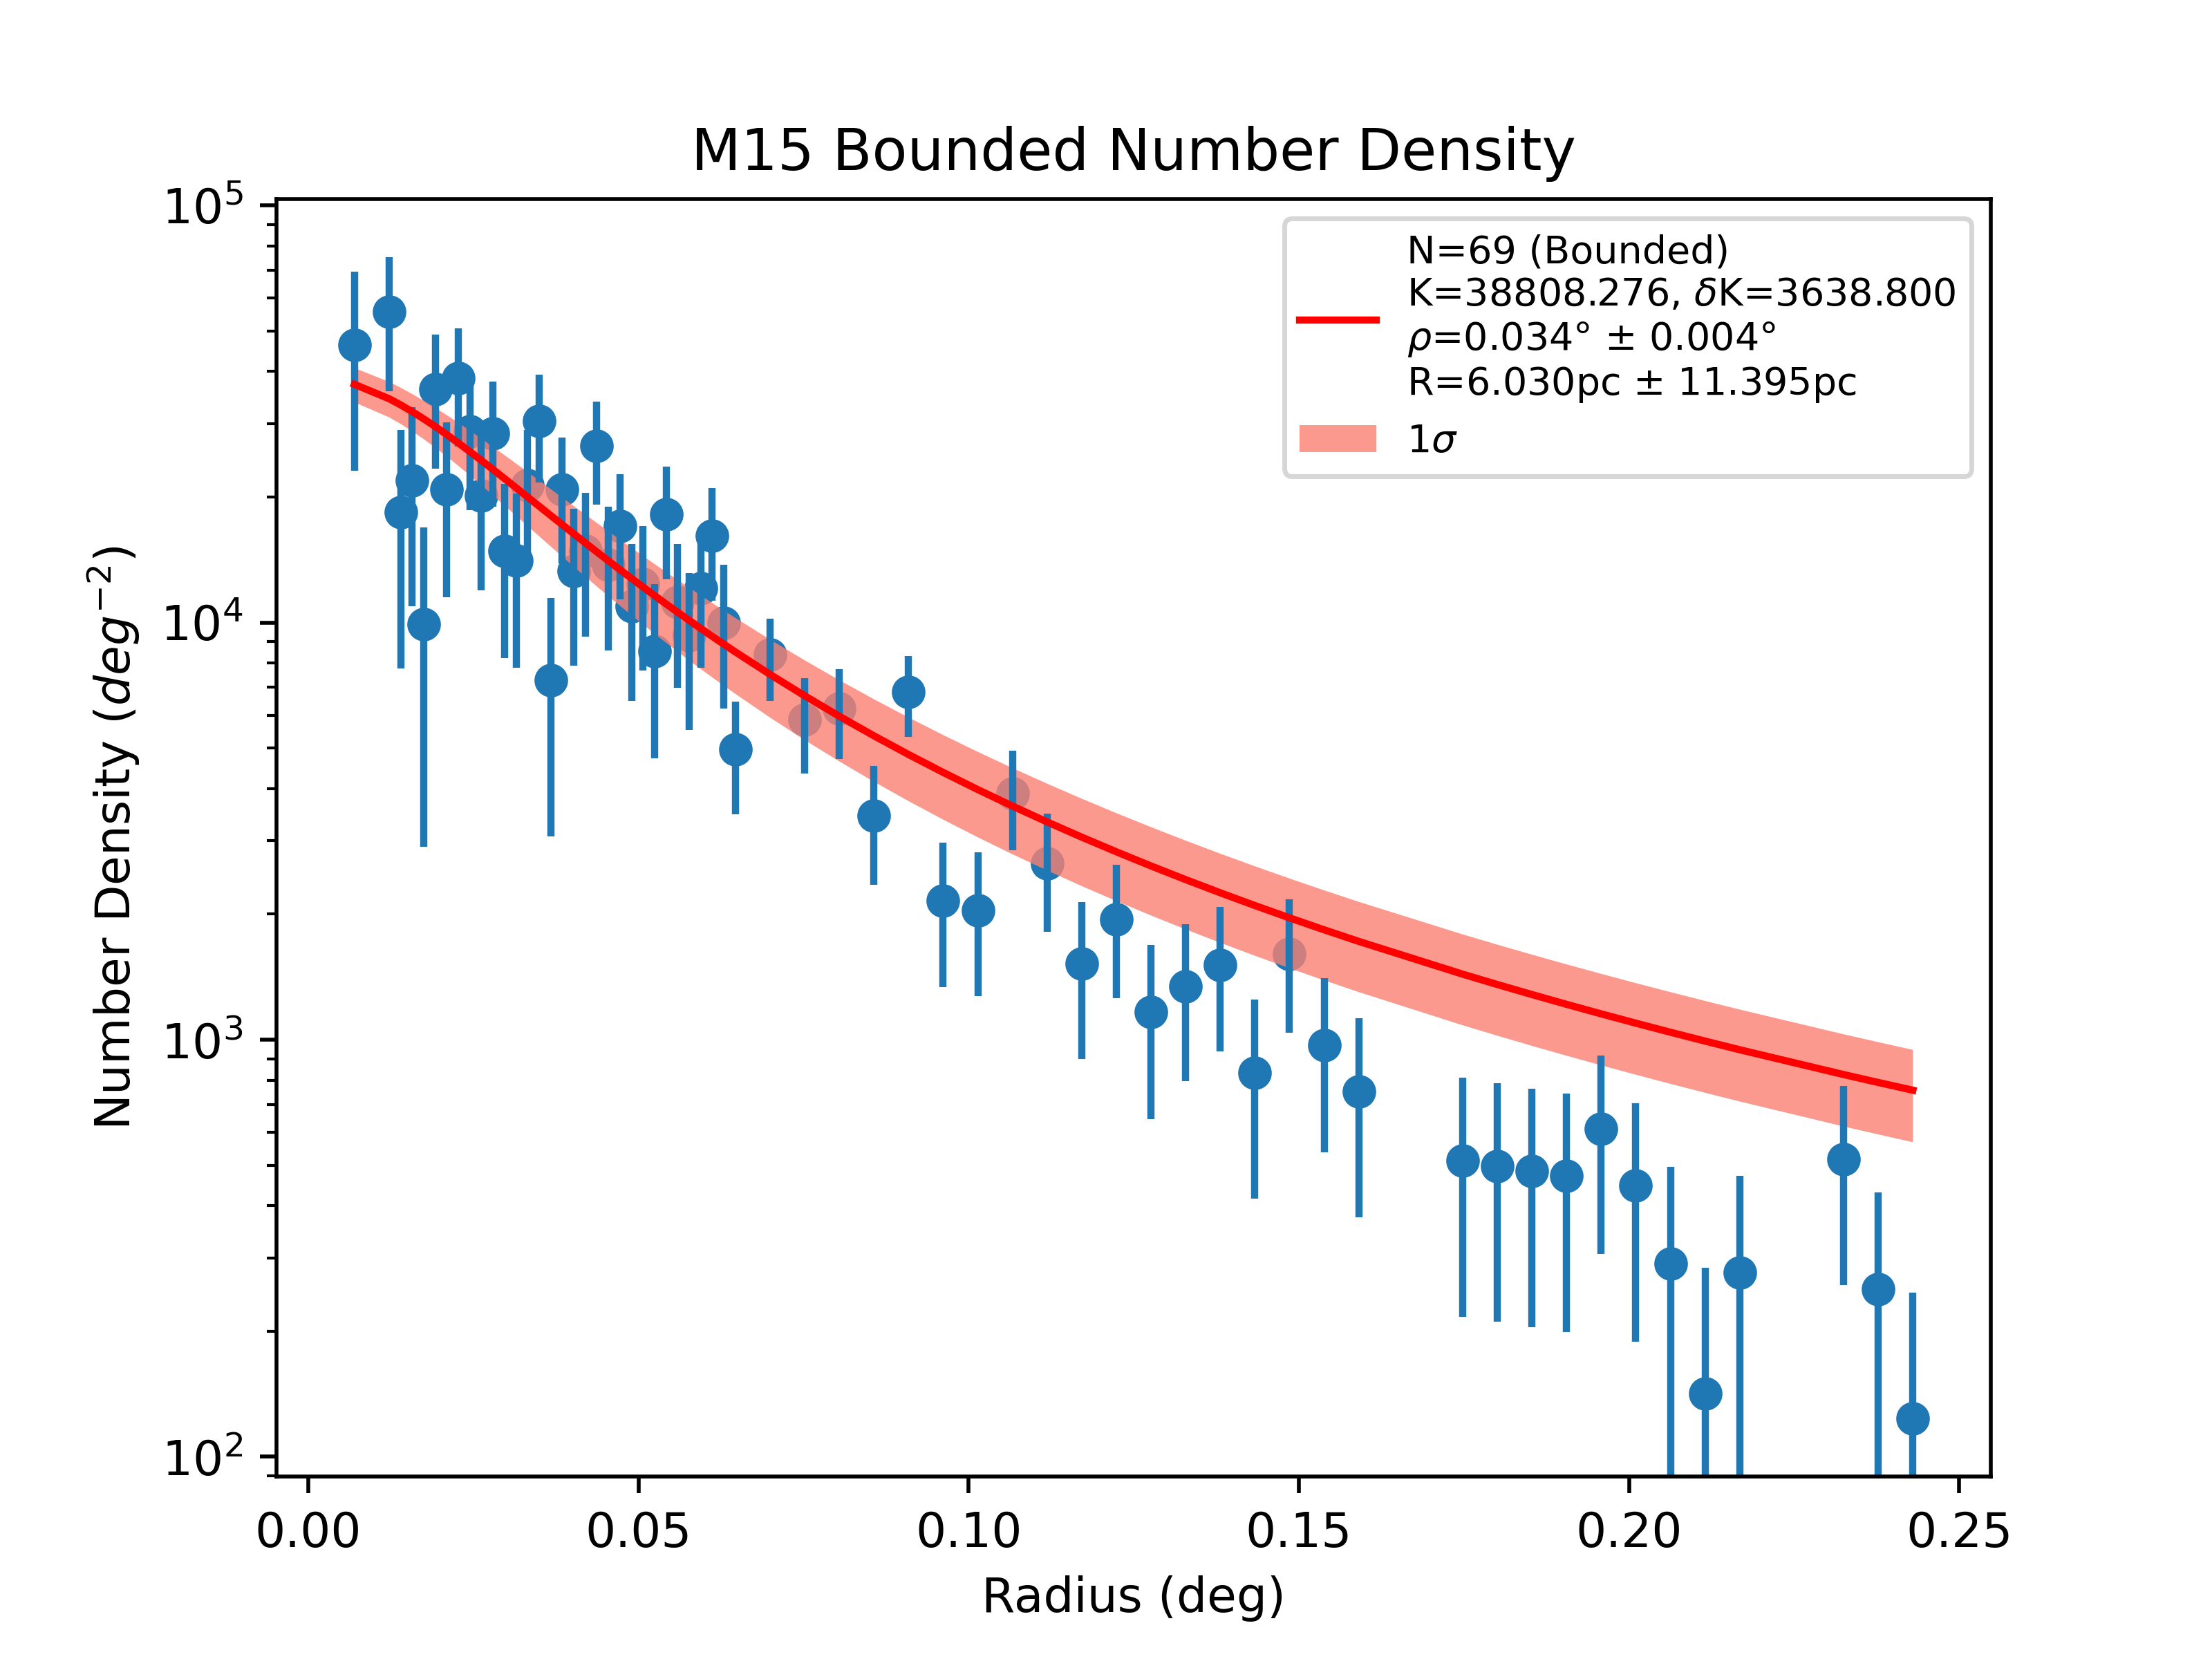 M15 Bounded Number Density
Number Density (deg⁻²)
10⁵
10⁴
10³
10²
N=69 (Bounded)
K=38808.276, δK=3638.800
ρ=0.034° ± 0.004°
R=6.030pc ± 11.395pc
1σ
0.00 0.05 0.10 0.15 0.20 0.25
Radius (deg)